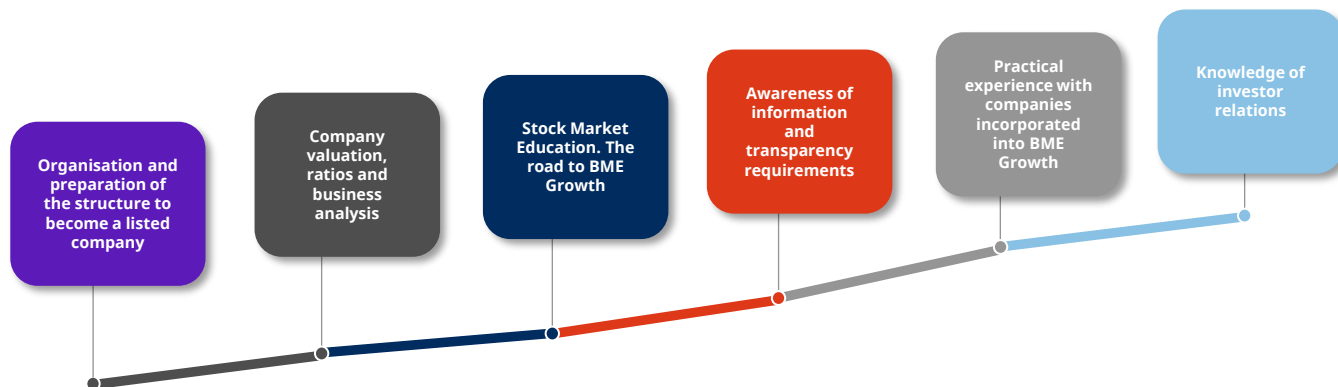 Organisation and
preparation of
the structure to
become a listed
company
Company
valuation,
ratios and
business
analysis
Stock Market
Education. The
road to BME
Growth
Awareness of
information
and
transparency
requirements
Practical
experience with
companies
incorporated
into BME
Growth
Knowledge of
investor
relations